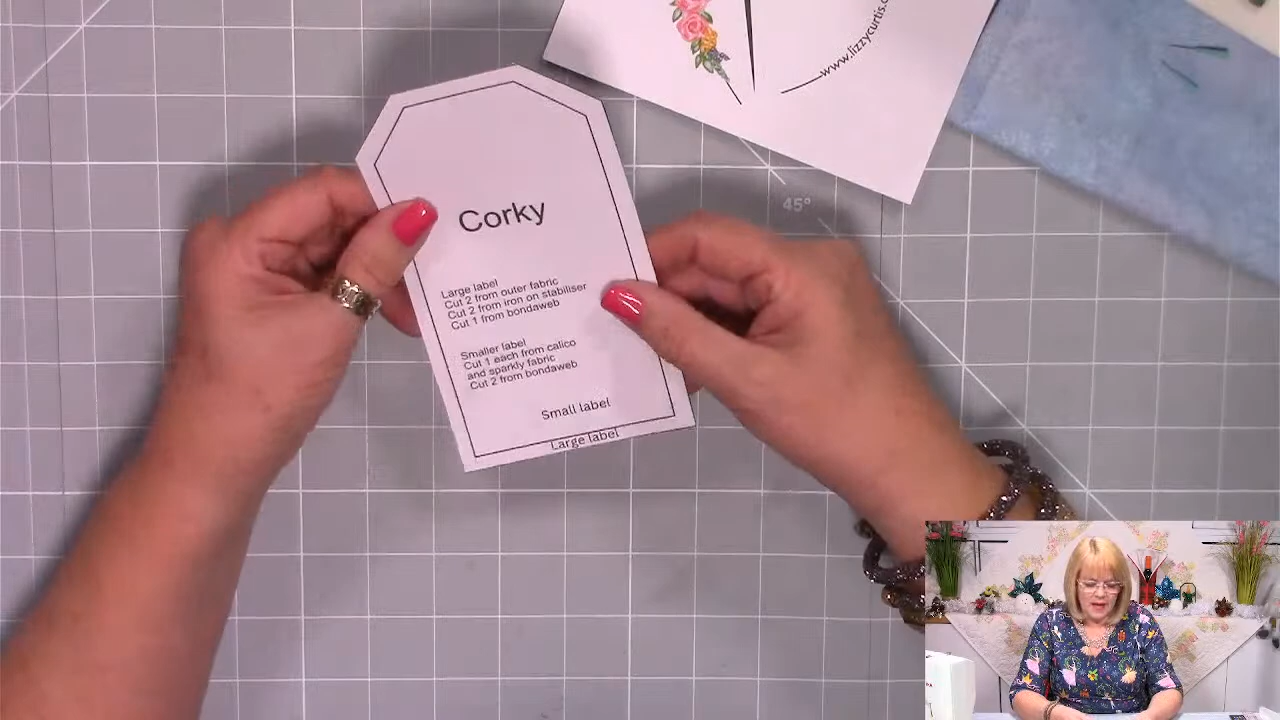 www.lizzycurtis.c
45°
Corky
Large label
Cut 2 from outer fabric
Cut 2 from iron on stabiliser
Cut 1 from bondaweb
Smaller label
Cut 1 each from calico
and sparkly fabric
Cut 2 from bondaweb
Small label
Large label